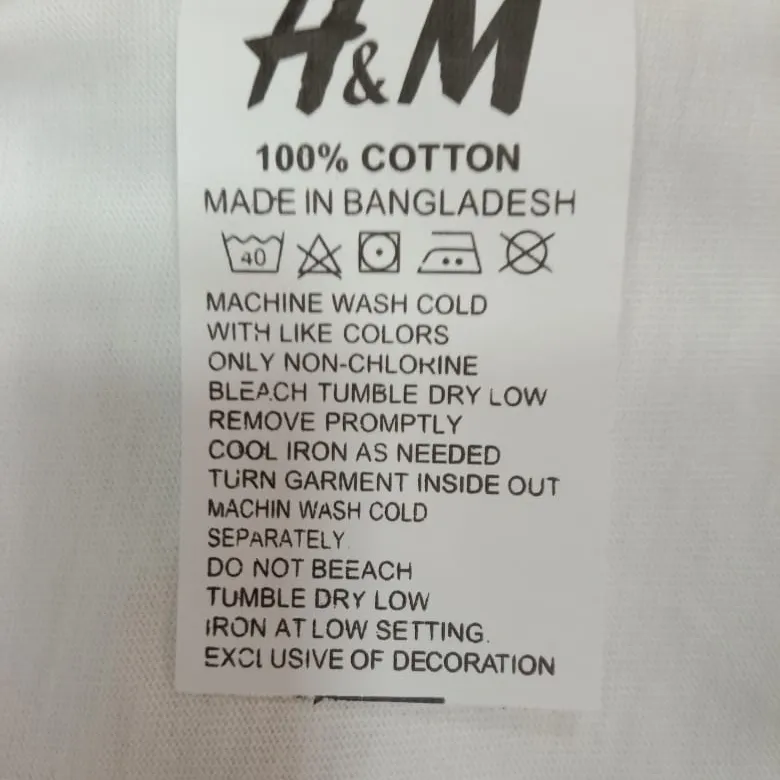 H&M
100% COTTON
MADE IN BANGLADESH
40
MACHINE WASH COLD
WITH LIKE COLORS
ONLY NON-CHLORINE
BLEACH TUMBLE DRY LOW
REMOVE PROMPTLY
COOL IRON AS NEEDED
TURN GARMENT INSIDE OUT
MACHIN WASH COLD
SEPARATELY
DO NOT BEEACH
TUMBLE DRY LOW
IRON AT LOW SETTING.
EXCLUSIVE OF DECORATION